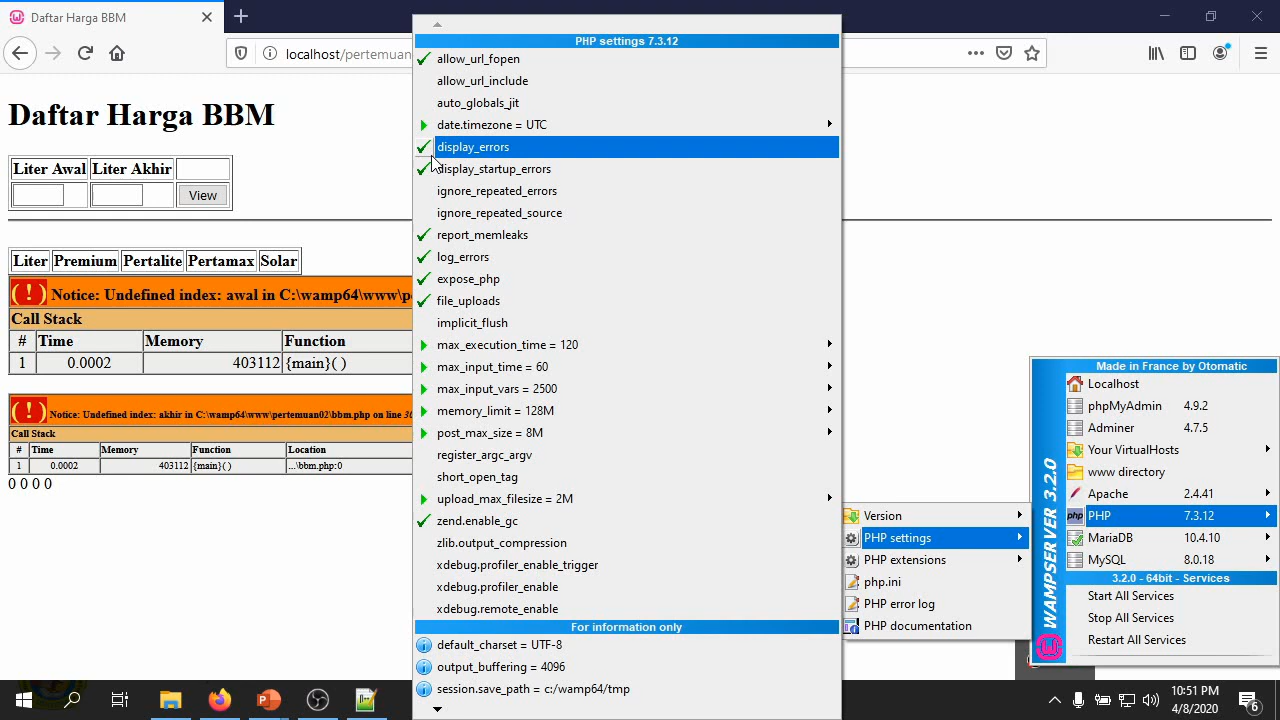 Daftar Harga BBM
localhost/pertemuan
Daftar Harga BBM
Liter Awal Liter Akhir
View
Liter Premium Pertalite Pertamax Solar
( ! ) Notice: Undefined index: awal in C:\wamp64\www\pe
Call Stack
# Time Memory Function
1 0.0002 403112 {main}( )
( ! ) Notice: Undefined index: akhir in C:\wamp64\www\pertemuan02\bbm.php on line
Call Stack
# Time Memory Function Location
1 0.0002 403112 {main}( ) ...\bbm.php:0
0 0 0 0
PHP settings 7.3.12
allow_url_fopen
allow_url_include
auto_globals_jit
date.timezone = UTC
display_errors
display_startup_errors
ignore_repeated_errors
ignore_repeated_source
report_memleaks
log_errors
expose_php
file_uploads
implicit_flush
max_execution_time = 120
max_input_time = 60
max_input_vars = 2500
memory_limit = 128M
post_max_size = 8M
register_argc_argv
short_open_tag
upload_max_filesize = 2M
zend.enable_gc
zlib.output_compression
xdebug.profiler_enable_trigger
xdebug.profiler_enable
xdebug.remote_enable
For information only
default_charset = UTF-8
output_buffering = 4096
session.save_path = c:/wamp64/tmp
Version
PHP settings
PHP extensions
php.ini
PHP error log
PHP documentation
WAMPSERVER 3.2.0
Made in France by Otomatic
Localhost
phpMyAdmin 4.9.2
Adminer 4.7.5
Your VirtualHosts
www directory
Apache 2.4.41
php PHP 7.3.12
MariaDB 10.4.10
MySQL 8.0.18
3.2.0 - 64bit - Services
Start All Services
Stop All Services
Restart All Services
10:51 PM
4/8/2020
6